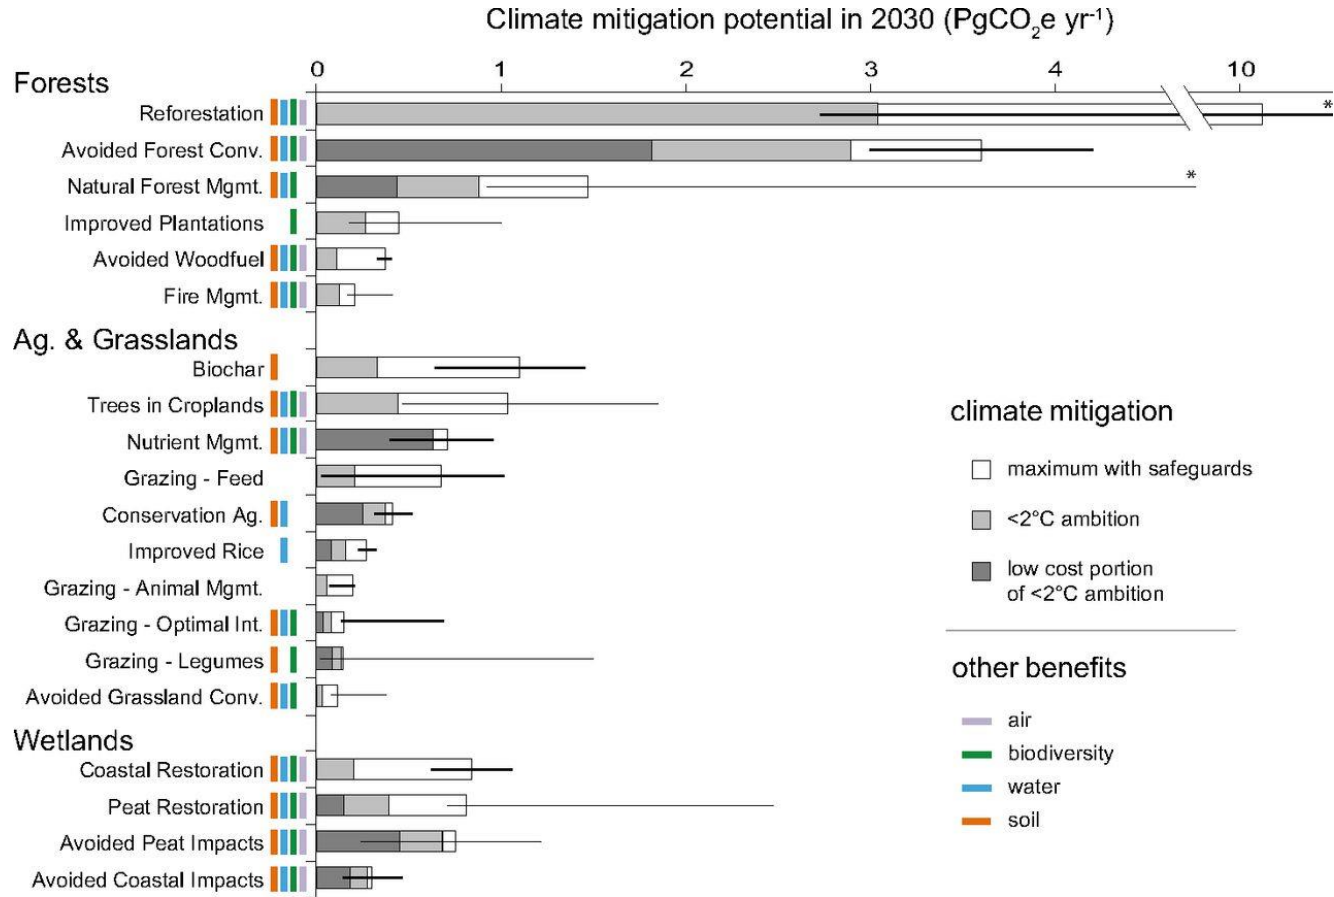 Climate mitigation potential in 2030 (PgCO₂e yr⁻¹)
0 1 2 3 4 10
Forests
Reforestation *
Avoided Forest Conv.
Natural Forest Mgmt. *
Improved Plantations
Avoided Woodfuel
Fire Mgmt.
Ag. & Grasslands
Biochar
Trees in Croplands
Nutrient Mgmt.
Grazing - Feed
Conservation Ag.
Improved Rice
Grazing - Animal Mgmt.
Grazing - Optimal Int.
Grazing - Legumes
Avoided Grassland Conv.
Wetlands
Coastal Restoration
Peat Restoration
Avoided Peat Impacts
Avoided Coastal Impacts
climate mitigation
maximum with safeguards
<2°C ambition
low cost portion
of <2°C ambition
other benefits
air
biodiversity
water
soil